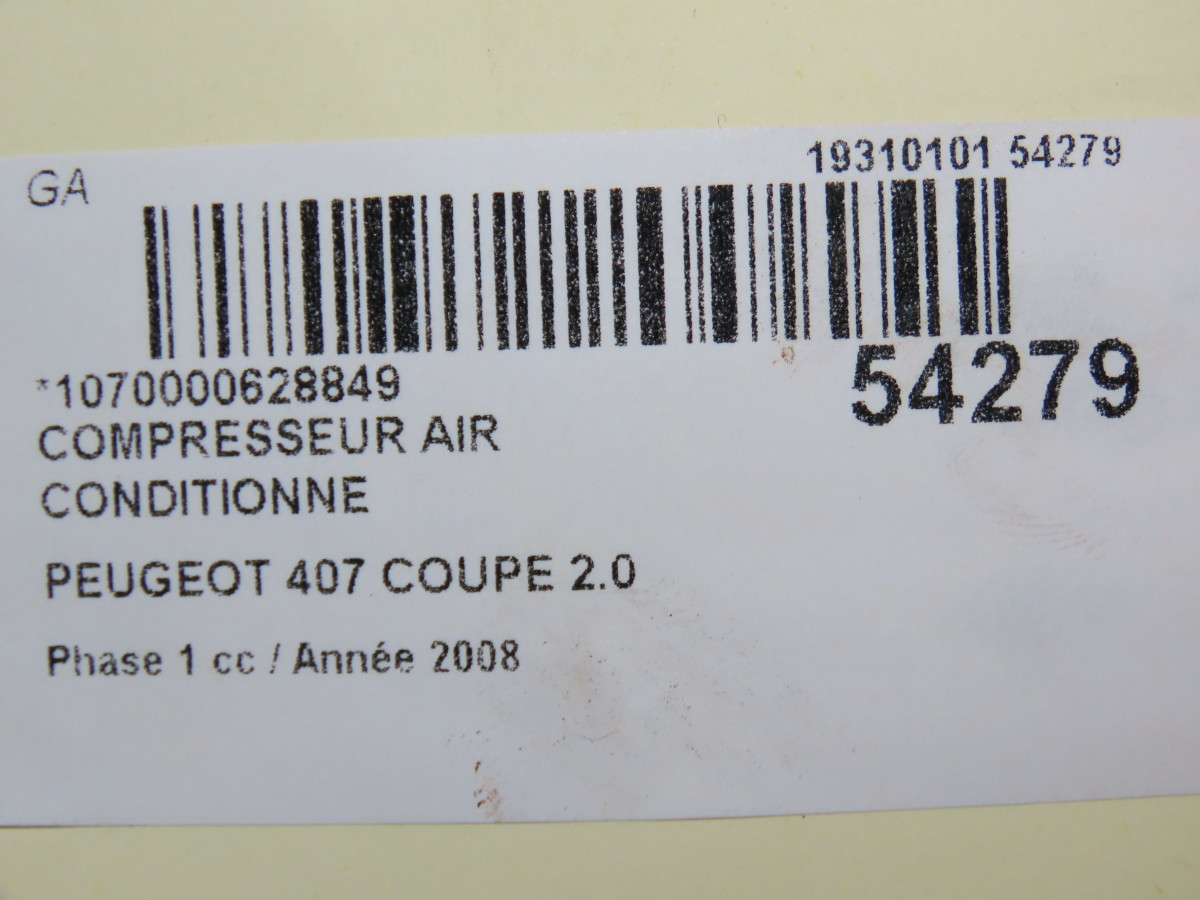 GA
19310101 54279
*1070000628849
54279
COMPRESSEUR AIR
CONDITIONNE
PEUGEOT 407 COUPE 2.0
Phase 1 cc / Année 2008